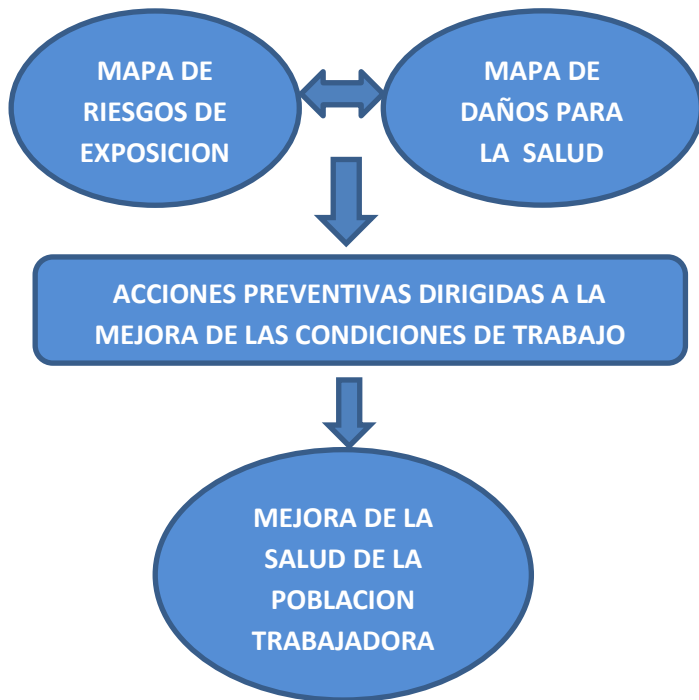 MAPA DE
RIESGOS DE
EXPOSICION
MAPA DE
DAÑOS PARA
LA SALUD
ACCIONES PREVENTIVAS DIRIGIDAS A LA
MEJORA DE LAS CONDICIONES DE TRABAJO
MEJORA DE LA
SALUD DE LA
POBLACION
TRABAJADORA